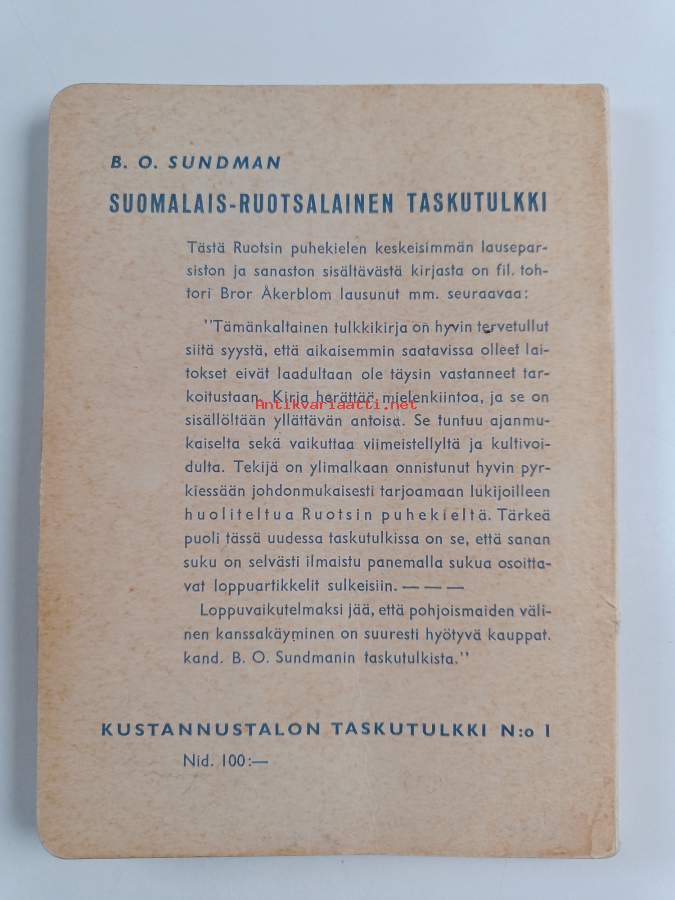 B. O. SUNDMAN
SUOMALAIS-RUOTSALAINEN TASKUTULKKI
Tästä Ruotsin puhekielen keskeisimmän lausepar-
siston ja sanaston sisältävästä kirjasta on fil. toh-
tori Bror Åkerblom lausunut mm. seuraavaa:
"Tämänkaltainen tulkkikirja on hyvin tervetullut
siitä syystä, että aikaisemmin saatavissa olleet lai-
tokset eivät laadultaan ole täysin vastanneet tar-
koitustaan. Kirja herättää mielenkiintoa, ja se on
Antikvariaatti.net
sisällöltään yllättävän antoisa. Se tuntuu ajanmu-
kaiselta sekä vaikuttaa viimeistellyltä ja kultivoi-
dulta. Tekijä on ylimalkaan onnistunut hyvin pyr-
kiessään johdonmukaisesti tarjoamaan lukijoilleen
huoliteltua Ruotsin puhekieltä. Tärkeä
puoli tässä uudessa taskutulkissa on se, että sanan
suku on selvästi ilmaistu panemalla sukua osoitta-
vat loppuartikkelit sulkeisiin. — — —
Loppuvaikutelmaksi jää, että pohjoismaiden väli-
nen kanssakäyminen on suuresti hyötyvä kauppat.
kand. B. O. Sundmanin taskutulkista."
KUSTANNUSTALON TASKUTULKKI N:o 1
Nid. 100:—